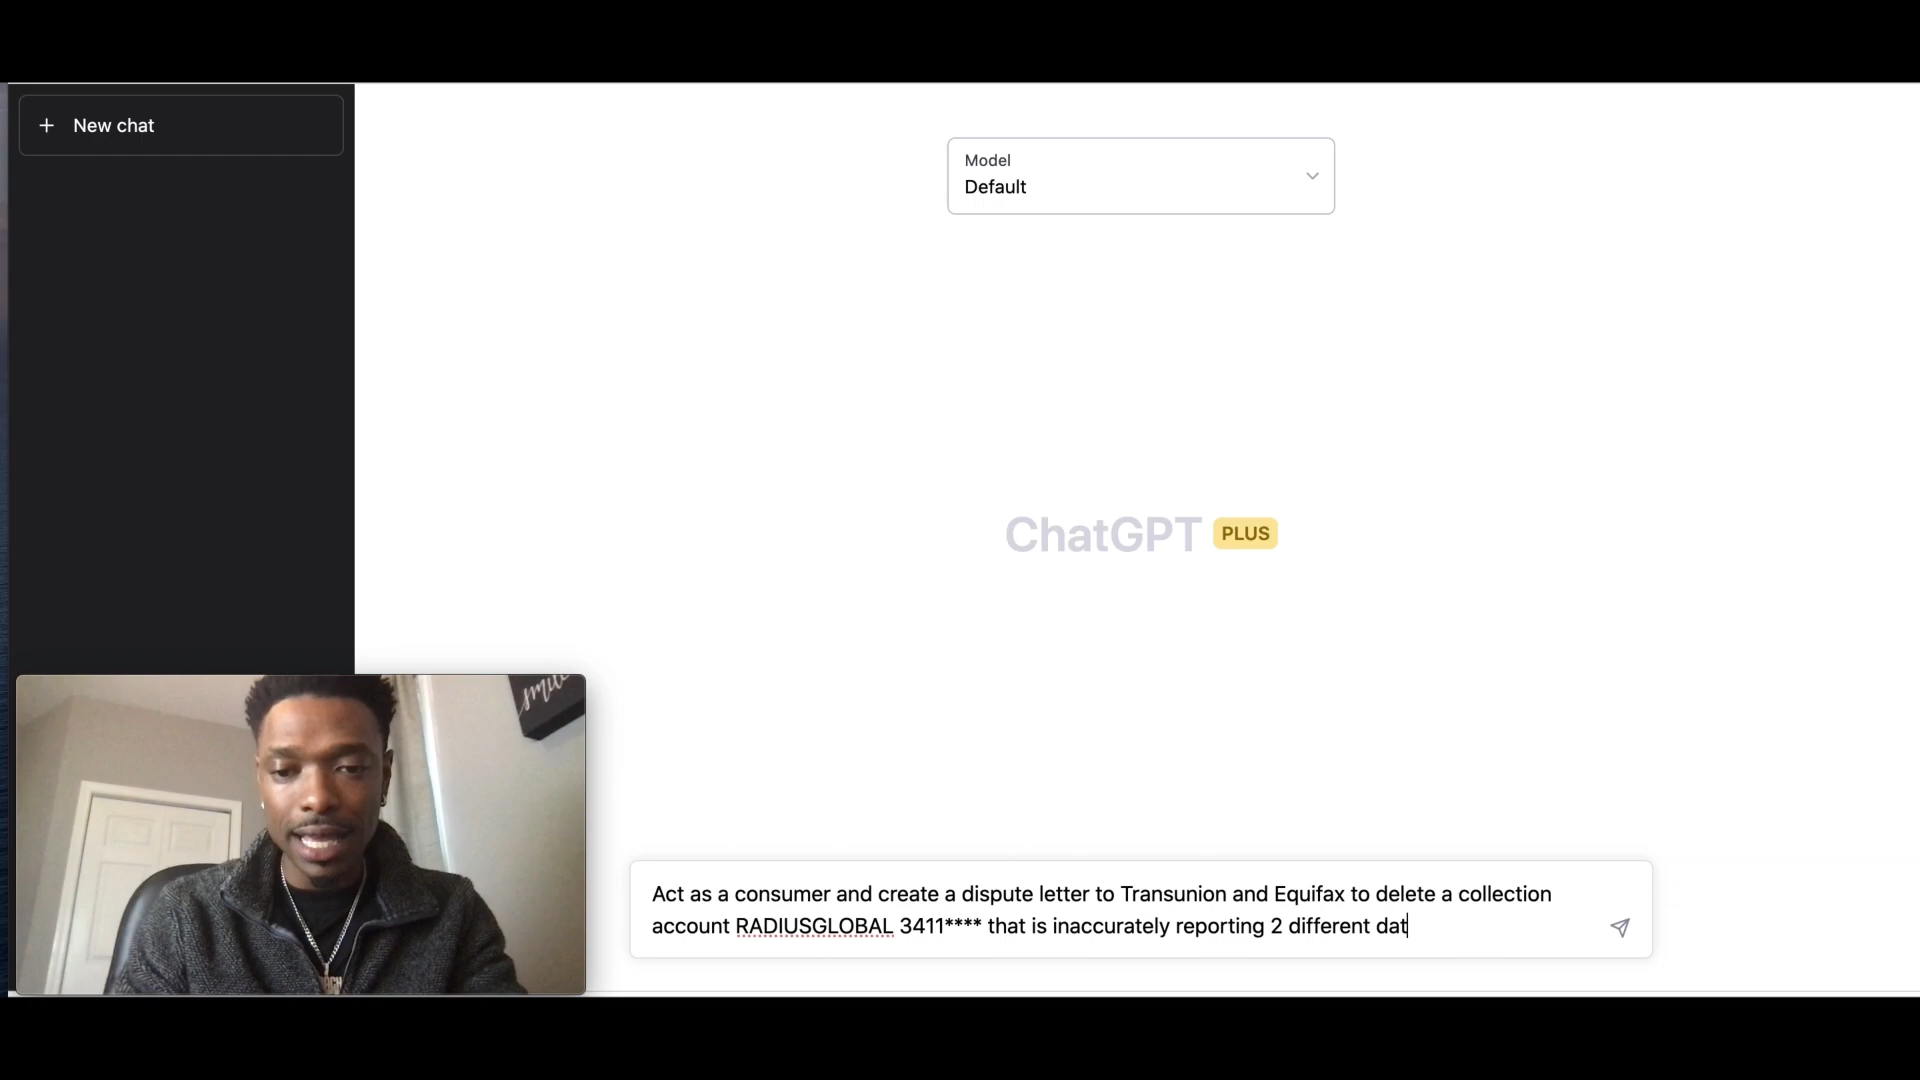 + New chat
Model
Default
smile
ChatGPT PLUS
Act as a consumer and create a dispute letter to Transunion and Equifax to delete a collection
account RADIUSGLOBAL 3411**** that is inaccurately reporting 2 different dat